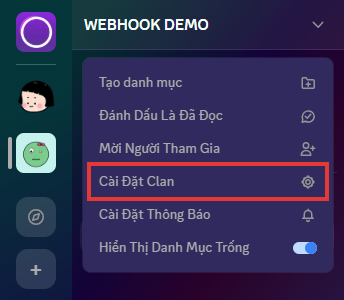 WEBHOOK DEMO
Tạo danh mục
Đánh Dấu Là Đã Đọc
Mời Người Tham Gia
Cài Đặt Clan
Cài Đặt Thông Báo
Hiển Thị Danh Mục Trống